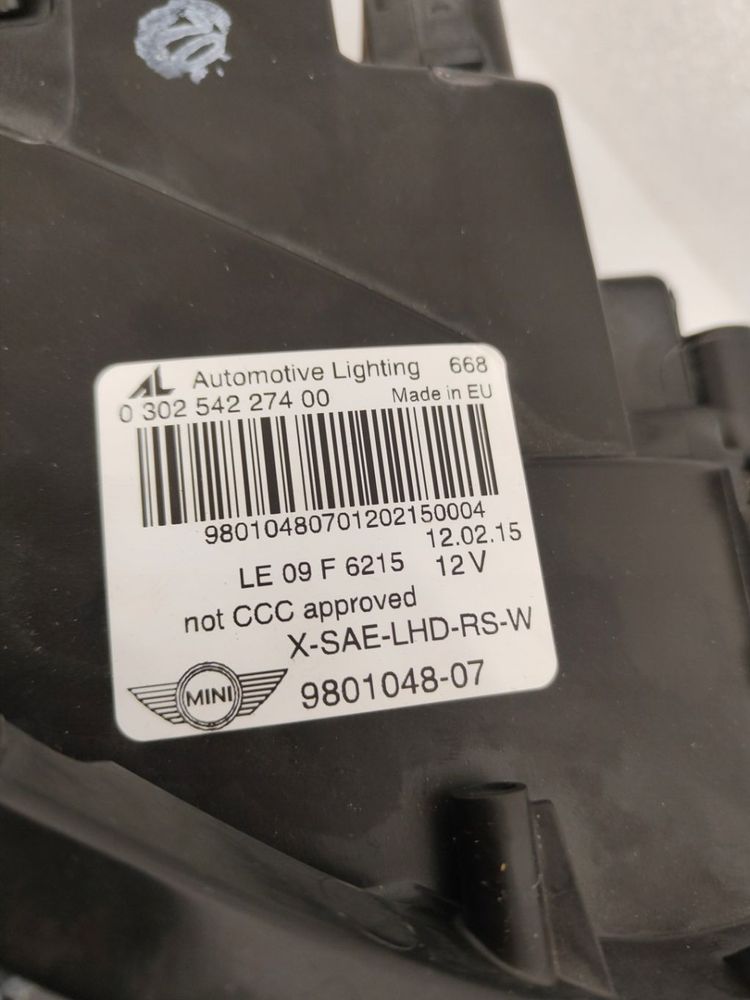 AL Automotive Lighting 668
0 302 542 274 00 Made in EU
98010480701202150004
12.02.15
LE 09 F 6215 12V
not CCC approved
X-SAE-LHD-RS-W
MINI 9801048-07